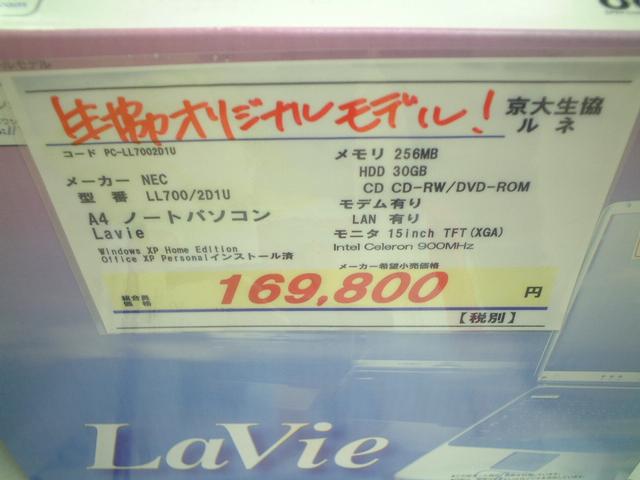 生協オリジナルモデル!
京大生協
ルネ
コード PC-LL7002D1U
メーカー NEC
型 番 LL700/2D1U
A4 ノートパソコン
Lavie
Windows XP Home Edition
Office XP Personalインストール済
メモリ 256MB
HDD 30GB
CD CD-RW/DVD-ROM
モデム有り
LAN 有り
モニタ 15inch TFT(XGA)
Intel Celeron 900MHz
メーカー希望小売価格
組合員
価 格
169,800 円
【税別】
LaVie